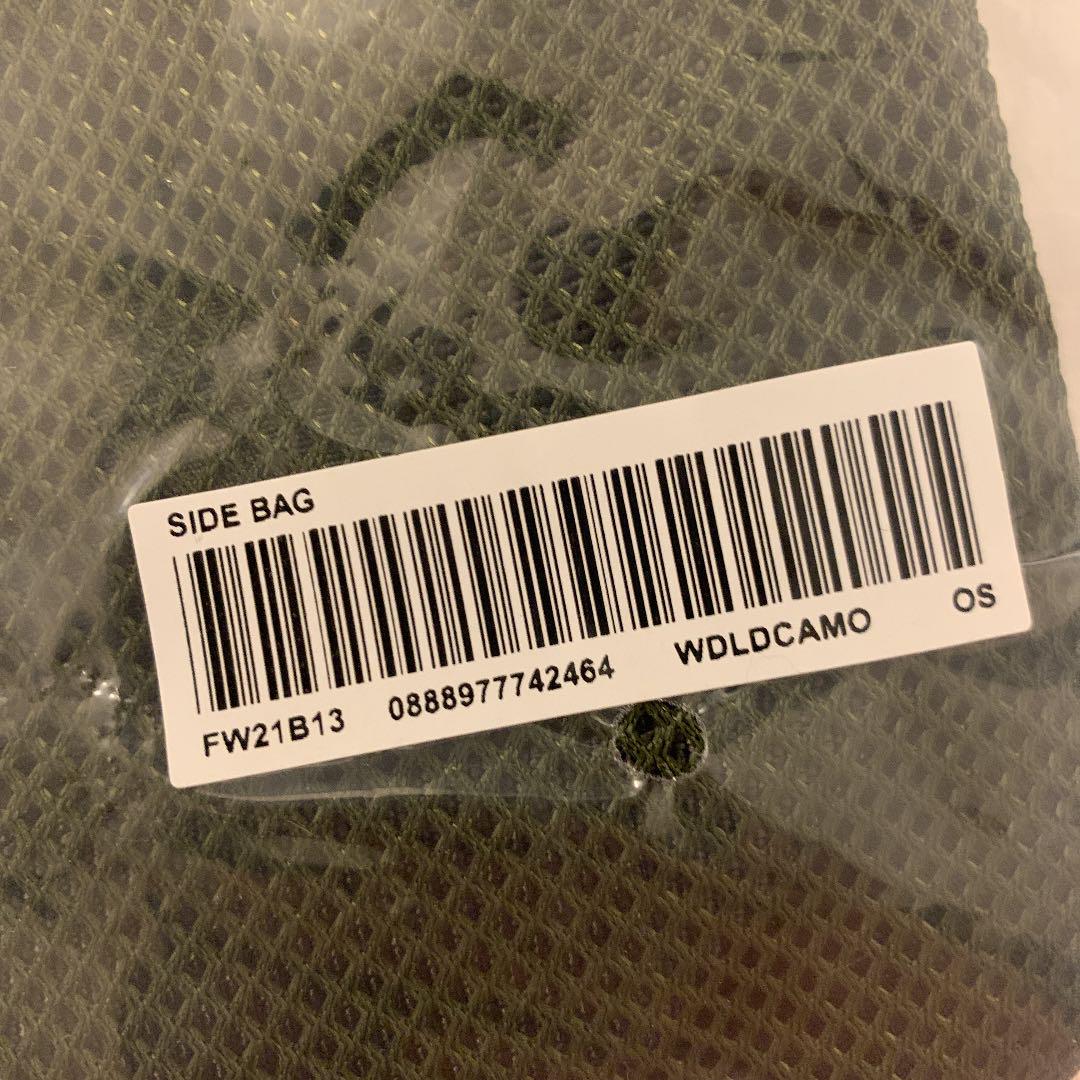 SIDE BAG
FW21B13 0888977742464 WDLDCAMO OS